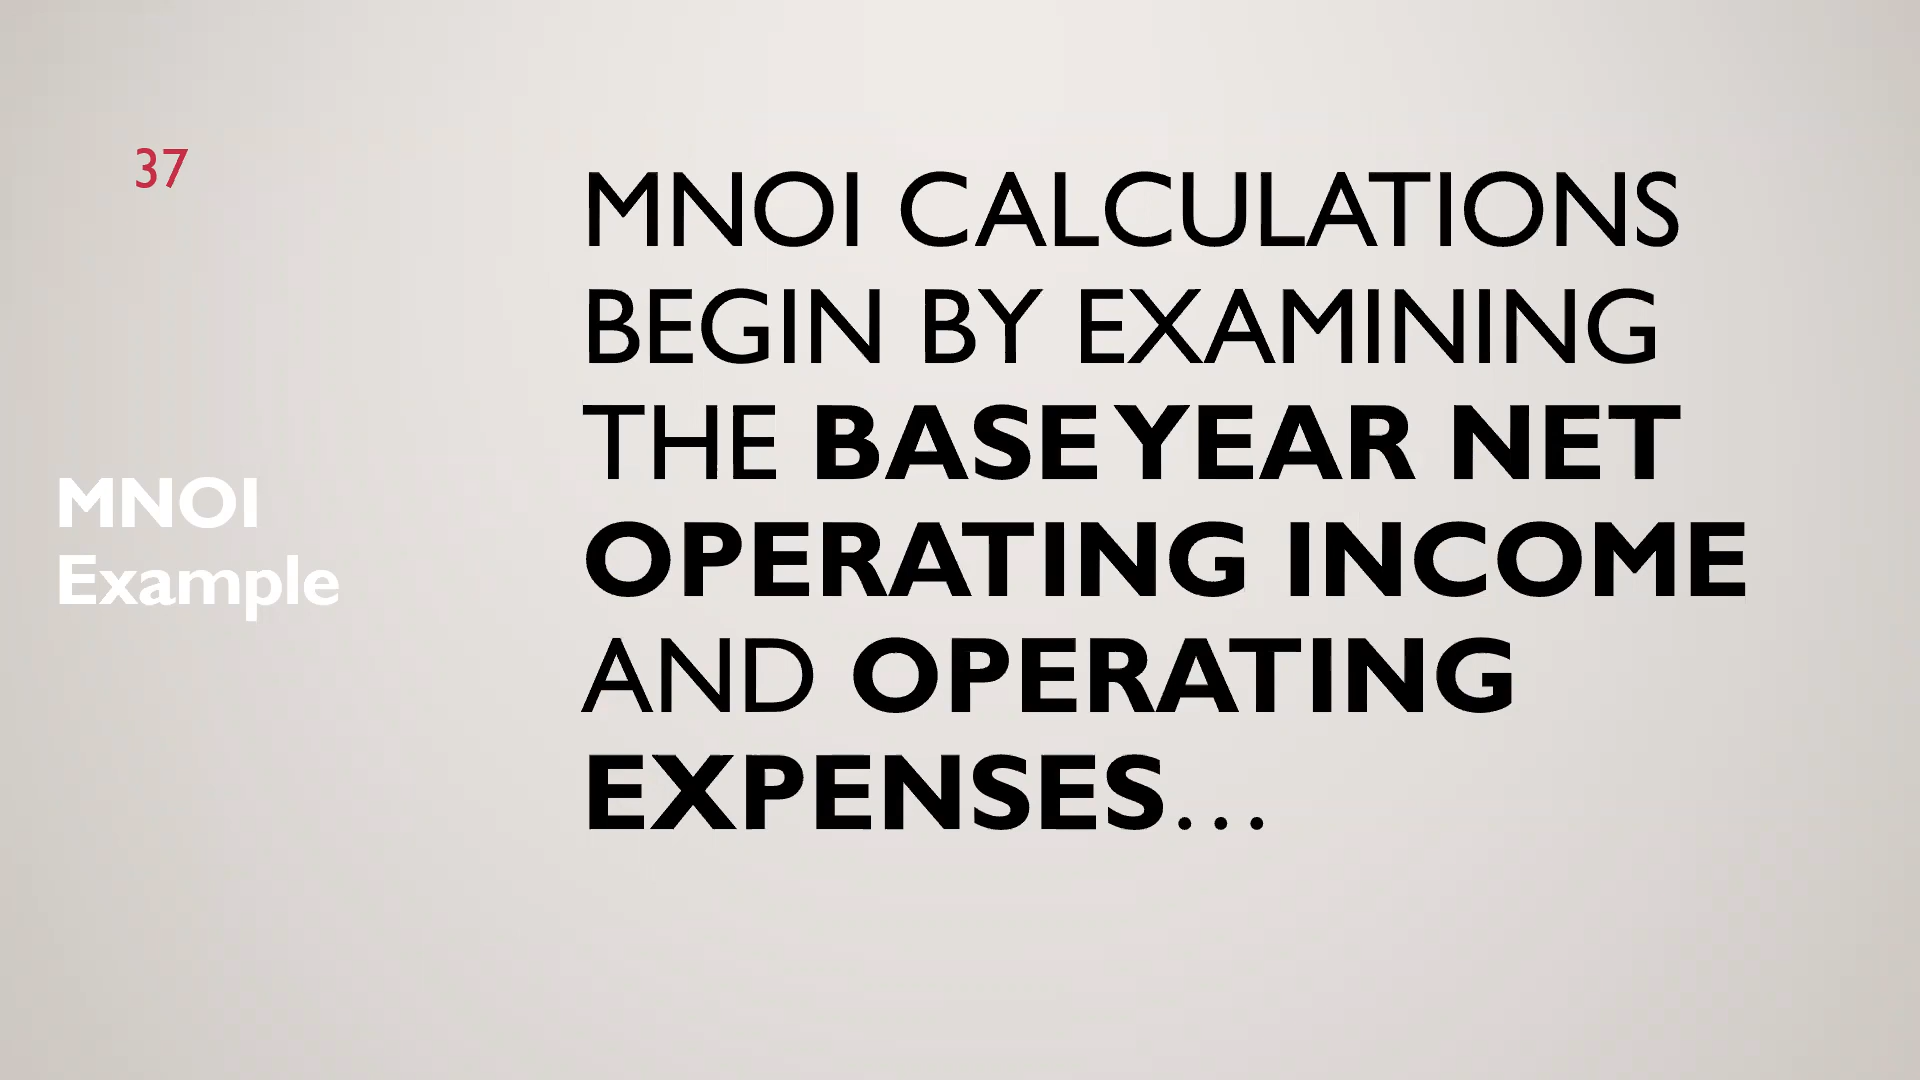 37
MNOI
Example
MNOI CALCULATIONS
BEGIN BY EXAMINING
THE BASE YEAR NET
OPERATING INCOME
AND OPERATING
EXPENSES…